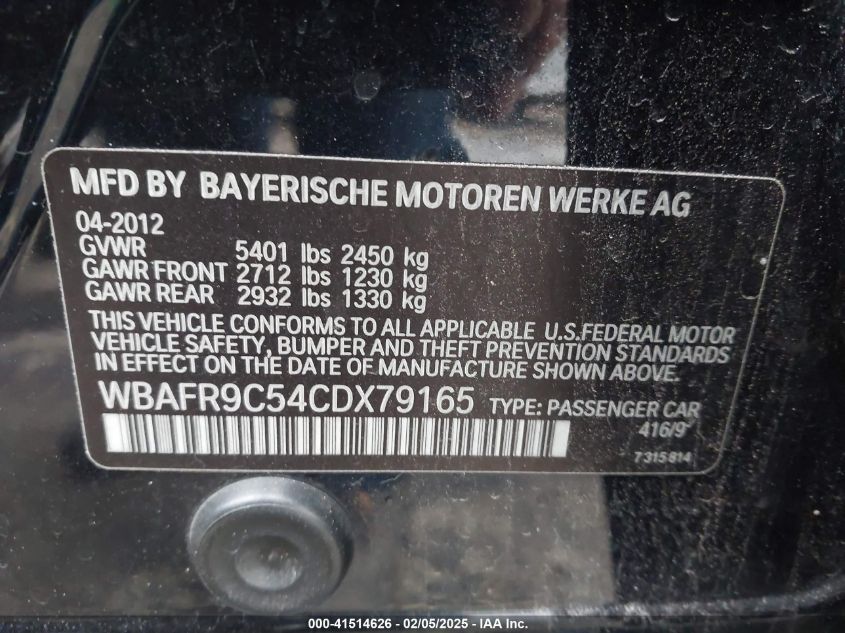 MFD BY BAYERISCHE MOTOREN WERKE AG
04-2012
GVWR 5401 lbs 2450 kg
GAWR FRONT 2712 lbs 1230 kg
GAWR REAR 2932 lbs 1330 kg
THIS VEHICLE CONFORMS TO ALL APPLICABLE U.S.FEDERAL MOTOR
VEHICLE SAFETY, BUMPER AND THEFT PREVENTION STANDARDS
IN EFFECT ON THE DATE OF MANUFACTURE SHOWN ABOVE.
WBAFR9C54CDX79165 TYPE: PASSENGER CAR
416/9
7315814
000-41514626 - 02/05/2025 - IAA Inc.